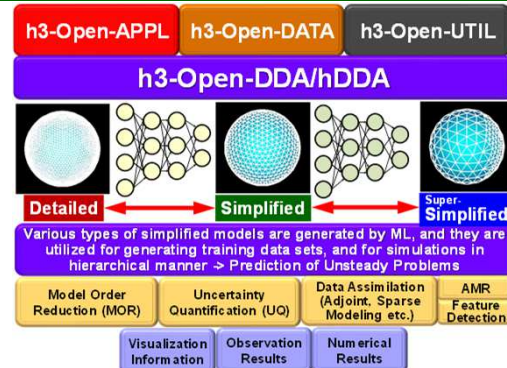 h3-Open-APPL h3-Open-DATA h3-Open-UTIL
h3-Open-DDA/hDDA
Detailed Simplified Super-Simplified
Various types of simplified models are generated by ML, and they are
utilized for generating training data sets, and for simulations in
hierarchical manner -> Prediction of Unsteady Problems
Model Order
Reduction (MOR)
Uncertainty
Quantification (UQ)
Data Assimilation
(Adjoint, Sparse
Modeling etc.)
AMR
Feature
Detection
Visualization
Information
Observation
Results
Numerical
Results